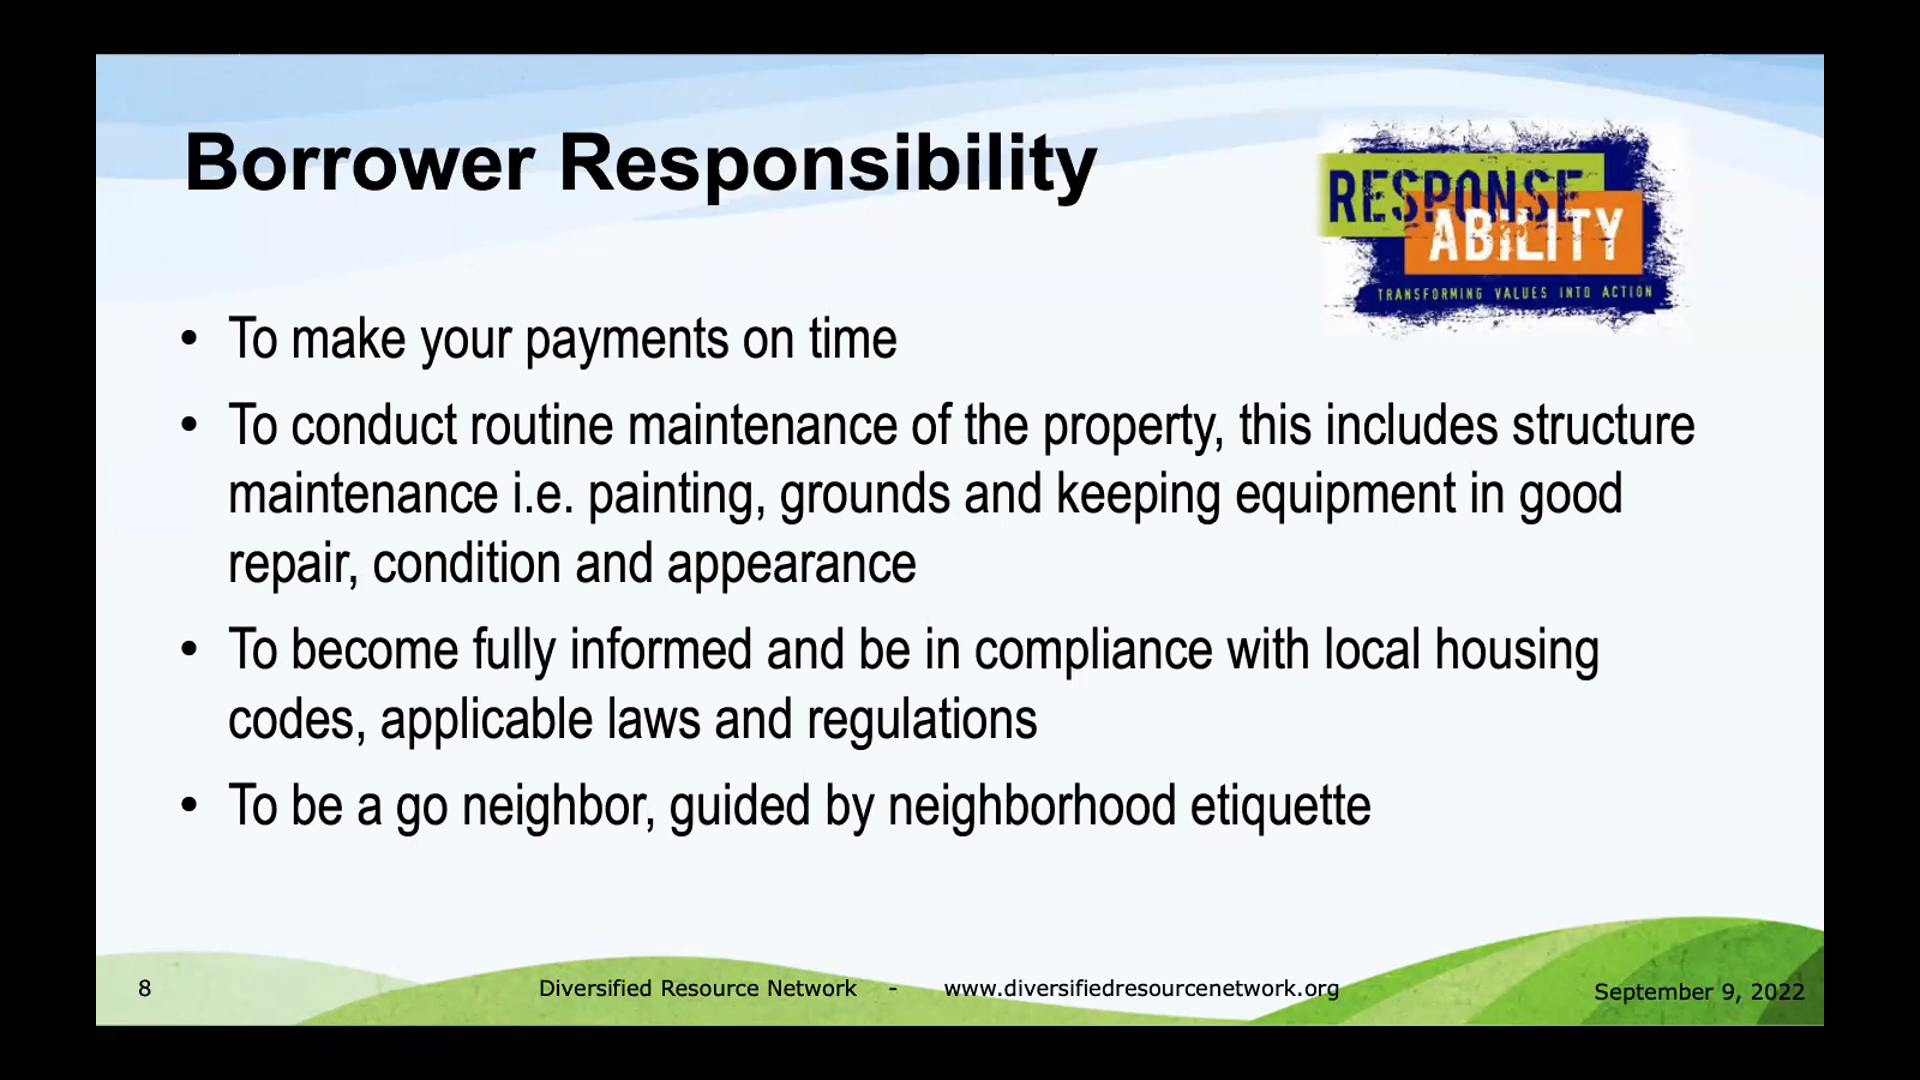 Borrower Responsibility
RESPONSE
ABILITY
TRANSFORMING VALUES INTO ACTION
• To make your payments on time
• To conduct routine maintenance of the property, this includes structure
maintenance i.e. painting, grounds and keeping equipment in good
repair, condition and appearance
• To become fully informed and be in compliance with local housing
codes, applicable laws and regulations
• To be a go neighbor, guided by neighborhood etiquette
8 Diversified Resource Network - www.diversifiedresourcenetwork.org September 9, 2022